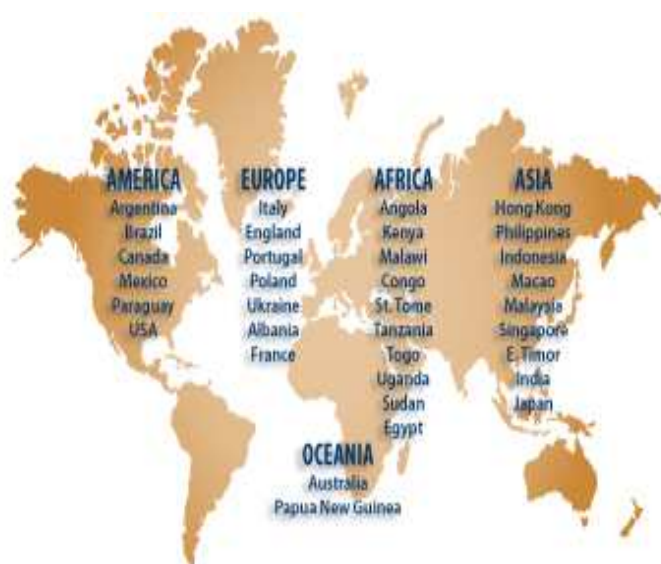 AMERICA
Argentina
Brazil
Canada
Mexico
Paraguay
USA
EUROPE
Italy
England
Portugal
Poland
Ukraine
Albania
France
AFRICA
Angola
Kenya
Malawi
Congo
St. Tome
Tanzania
Togo
Uganda
Sudan
Egypt
ASIA
Hong Kong
Philippines
Indonesia
Macao
Malaysia
Singapore
E. Timor
India
Japan
OCEANIA
Australia
Papua New Guinea